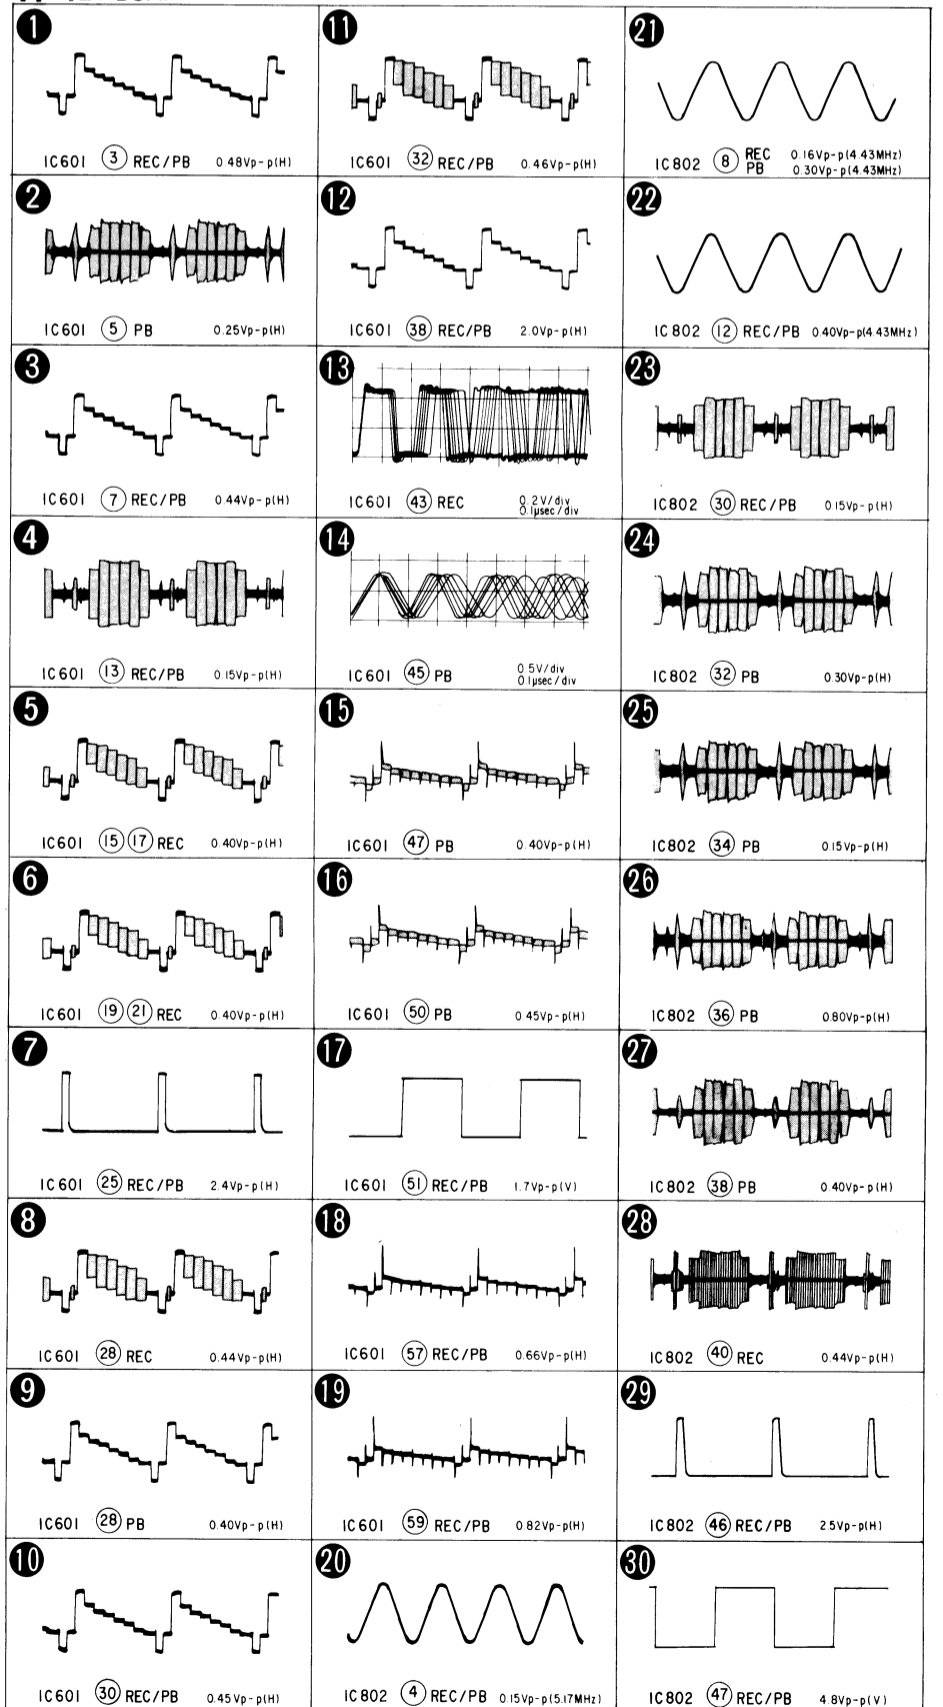 1
IC601 3 REC/PB 0.48Vp-p(H)
2
IC601 5 PB 0.25Vp-p(H)
3
IC601 7 REC/PB 0.44Vp-p(H)
4
IC601 13 REC/PB 0.15Vp-p(H)
5
IC601 15 17 REC 0.40Vp-p(H)
6
IC601 19 21 REC 0.40Vp-p(H)
7
IC601 25 REC/PB 2.4Vp-p(H)
8
IC601 28 REC 0.44Vp-p(H)
9
IC601 28 PB 0.40Vp-p(H)
10
IC601 30 REC/PB 0.45Vp-p(H)
11
IC601 32 REC/PB 0.46Vp-p(H)
12
IC601 38 REC/PB 2.0Vp-p(H)
13
IC601 43 REC 0.2V/div
0.1μsec/div
14
IC601 45 PB 0.5V/div
0.1μsec/div
15
IC601 47 PB 0.40Vp-p(H)
16
IC601 50 PB 0.45Vp-p(H)
17
IC601 51 REC/PB 1.7Vp-p(V)
18
IC601 57 REC/PB 0.66Vp-p(H)
19
IC601 59 REC/PB 0.82Vp-p(H)
20
IC802 4 REC/PB 0.15Vp-p(5.17MHz)
21
IC802 8 REC 0.16Vp-p(4.43MHz)
PB 0.30Vp-p(4.43MHz)
22
IC802 12 REC/PB 0.40Vp-p(4.43MHz)
23
IC802 30 REC/PB 0.15Vp-p(H)
24
IC802 32 PB 0.30Vp-p(H)
25
IC802 34 PB 0.15Vp-p(H)
26
IC802 36 PB 0.80Vp-p(H)
27
IC802 38 PB 0.40Vp-p(H)
28
IC802 40 REC 0.44Vp-p(H)
29
IC802 46 REC/PB 2.5Vp-p(H)
30
IC802 47 REC/PB 4.8Vp-p(V)